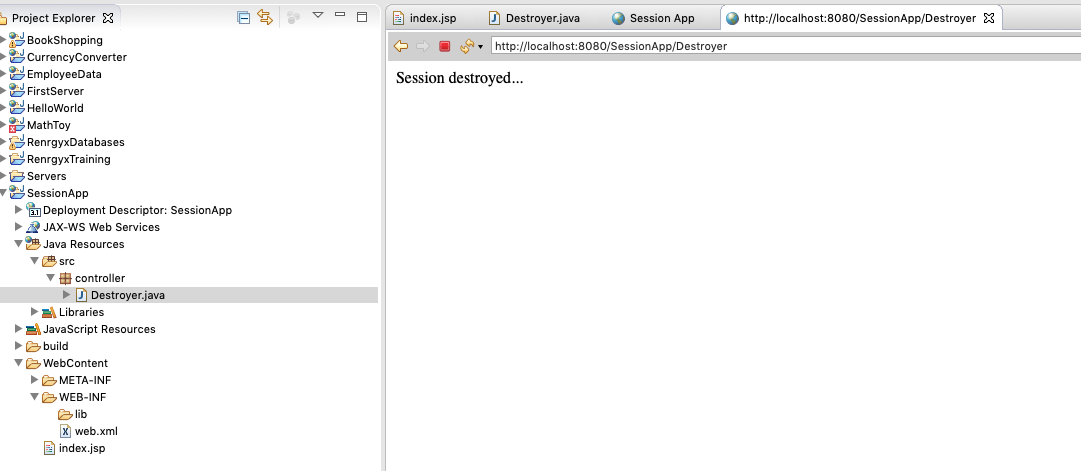 Project Explorer
BookShopping
CurrencyConverter
EmployeeData
FirstServer
HelloWorld
MathToy
RenrgyxDatabases
RenrgyxTraining
Servers
SessionApp
3.1 Deployment Descriptor: SessionApp
JAX-WS Web Services
Java Resources
src
controller
J Destroyer.java
Libraries
JavaScript Resources
build
WebContent
META-INF
WEB-INF
lib
X web.xml
index.jsp
index.jsp J Destroyer.java Session App http://localhost:8080/SessionApp/Destroyer
http://localhost:8080/SessionApp/Destroyer
Session destroyed...